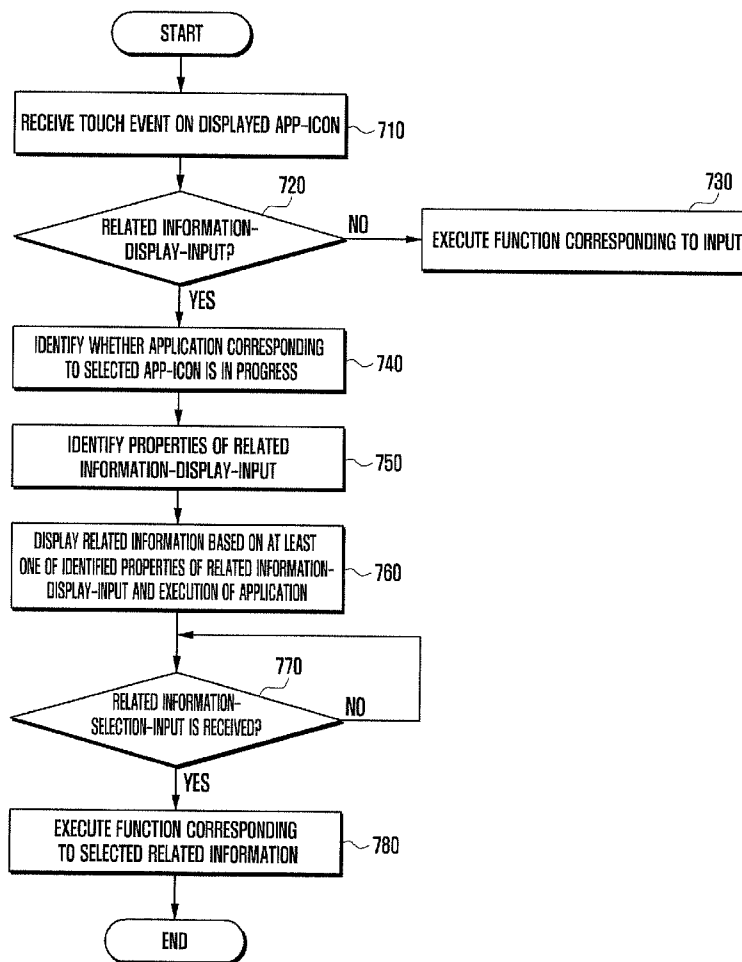 START
RECEIVE TOUCH EVENT ON DISPLAYED APP-ICON
710
720
RELATED INFORMATION-
DISPLAY-INPUT?
NO
730
EXECUTE FUNCTION CORRESPONDING TO INPUT
YES
IDENTIFY WHETHER APPLICATION CORRESPONDING
TO SELECTED APP-ICON IS IN PROGRESS
740
IDENTIFY PROPERTIES OF RELATED
INFORMATION-DISPLAY-INPUT
750
DISPLAY RELATED INFORMATION BASED ON AT LEAST
ONE OF IDENTIFIED PROPERTIES OF RELATED INFORMATION-
DISPLAY-INPUT AND EXECUTION OF APPLICATION
760
770
RELATED INFORMATION-
SELECTION-INPUT IS RECEIVED?
NO
YES
EXECUTE FUNCTION CORRESPONDING
TO SELECTED RELATED INFORMATION
780
END